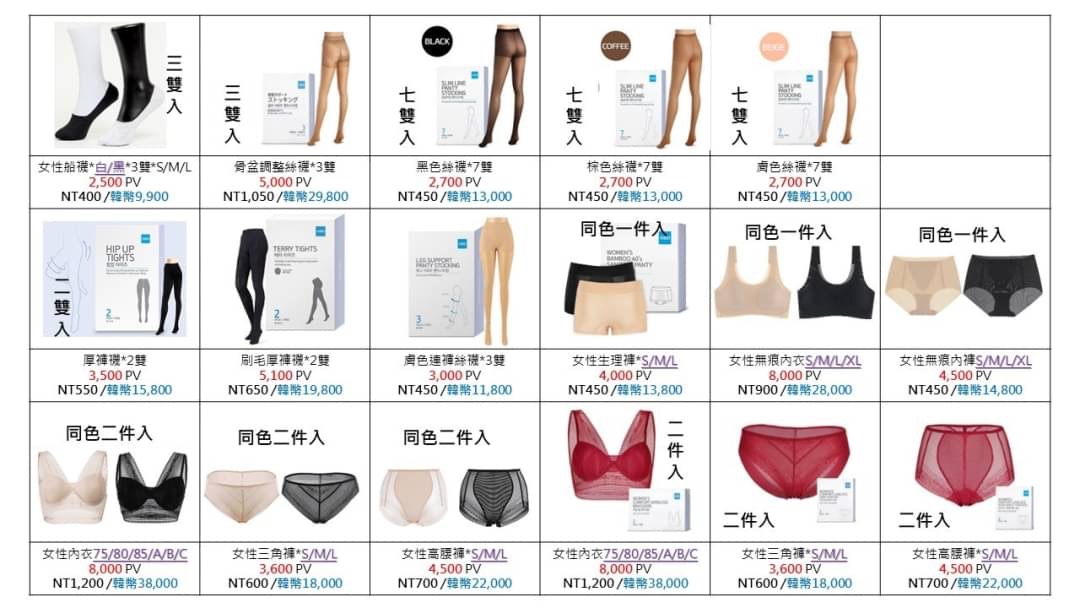 三雙入
三雙入
ストッキング
BLACK
七雙入
SLIM LINE
PANTY
STOCKING
7
COFFEE
七雙入
SLIM LINE
PANTY
STOCKING
7
BEIGE
七雙入
SLIM LINE
PANTY
STOCKING
7
女性船襪*白/黑*3雙*S/M/L
2,500 PV
NT400 /韓幣9,900
骨盆調整絲襪*3雙
5,000 PV
NT1,050 /韓幣29,800
黑色絲襪*7雙
2,700 PV
NT450 /韓幣13,000
棕色絲襪*7雙
2,700 PV
NT450 /韓幣13,000
膚色絲襪*7雙
2,700 PV
NT450 /韓幣13,000
二雙入
HIP UP
TIGHTS
2
TERRY TIGHTS
2
LEG SUPPORT
PANTY STOCKING
3
同色一件入
WOMEN'S
BAMBOO 60's
同色一件入
同色一件入
厚褲襪*2雙
3,500 PV
NT550 /韓幣15,800
刷毛厚褲襪*2雙
5,100 PV
NT650 /韓幣19,800
膚色連褲絲襪*3雙
3,000 PV
NT450 /韓幣11,800
女性生理褲*S/M/L
4,000 PV
NT450 /韓幣13,800
女性無痕內衣S/M/L/XL
8,000 PV
NT900 /韓幣28,000
女性無痕內褲S/M/L/XL
4,500 PV
NT450 /韓幣14,800
同色二件入
同色二件入
同色二件入
二件入
二件入
二件入
女性內衣75/80/85/A/B/C
8,000 PV
NT1,200 /韓幣38,000
女性三角褲*S/M/L
3,600 PV
NT600 /韓幣18,000
女性高腰褲*S/M/L
4,500 PV
NT700 /韓幣22,000
女性內衣75/80/85/A/B/C
8,000 PV
NT1,200 /韓幣38,000
女性三角褲*S/M/L
3,600 PV
NT600 /韓幣18,000
女性高腰褲*S/M/L
4,500 PV
NT700 /韓幣22,000